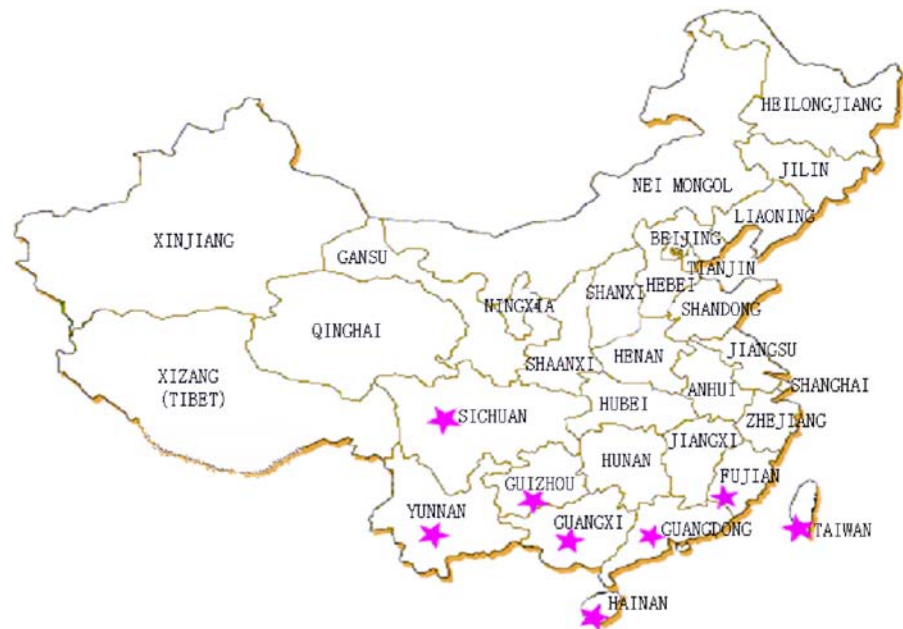 HEILONGJIANG
JILIN
NEI MONGOL
LIAONING
BEIJING
XINJIANG
GANSU
TIANJIN
HEBEI
SHANXI
NINGXIA
SHANDONG
QINGHAI
JIANGSU
HENAN
SHAANXI
XIZANG
(TIBET)
SHANGHAI
ANHUI
HUBEI
SICHUAN
ZHEJIANG
JIANGXI
HUNAN
FUJIAN
GUIZHOU
YUNNAN
GUANGXI
GUANGDONG
TAIWAN
HAINAN